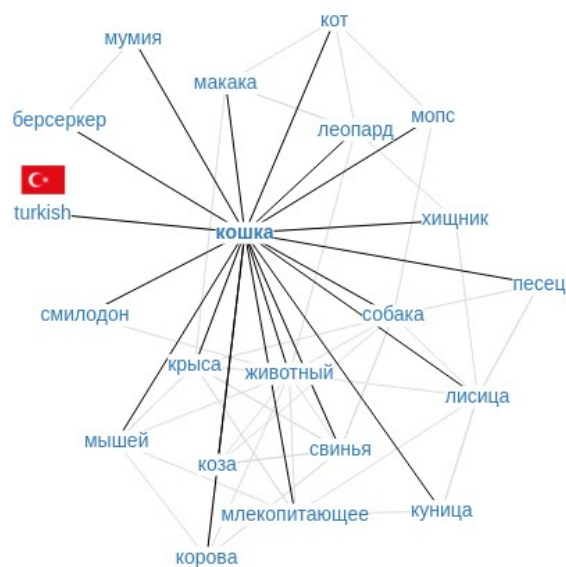 кот
мумия
макака
мопс
берсеркер
леопард
turkish
хищник
кошка
песец
смилодон
собака
крыса
животный
лисица
мышей
свинья
коза
куница
млекопитающее
корова